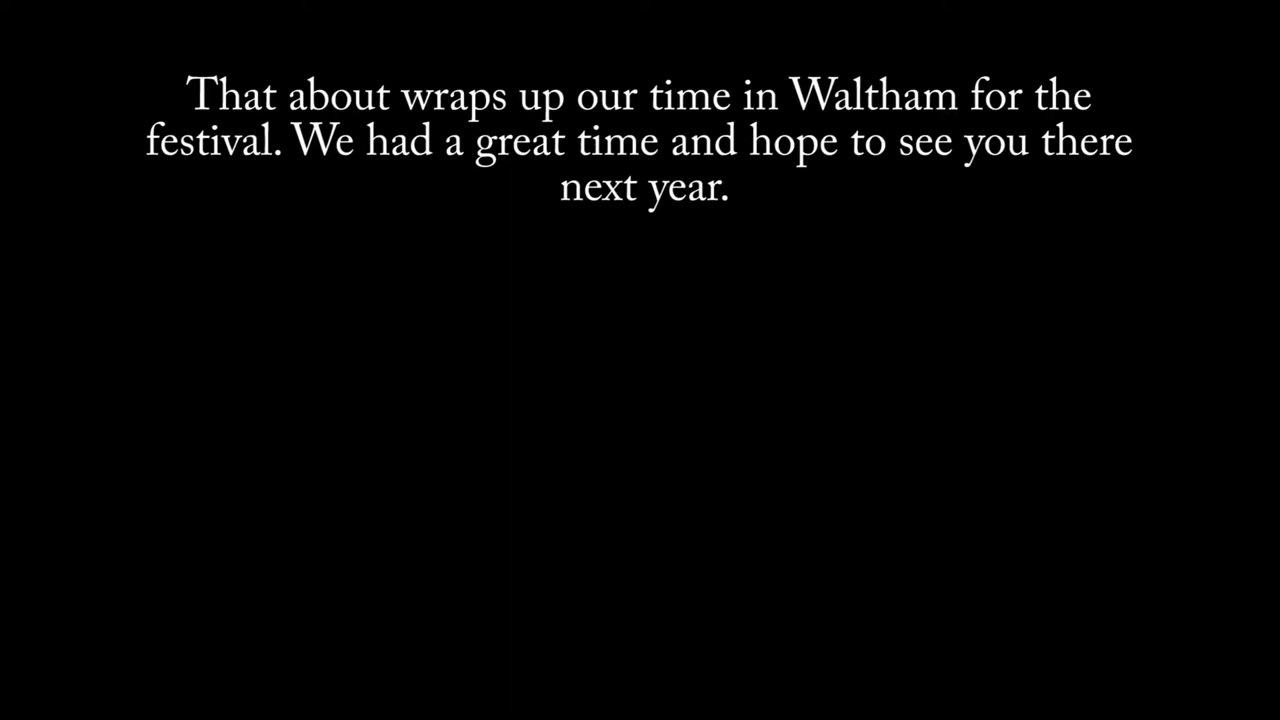 That about wraps up our time in Waltham for the
festival. We had a great time and hope to see you there
next year.